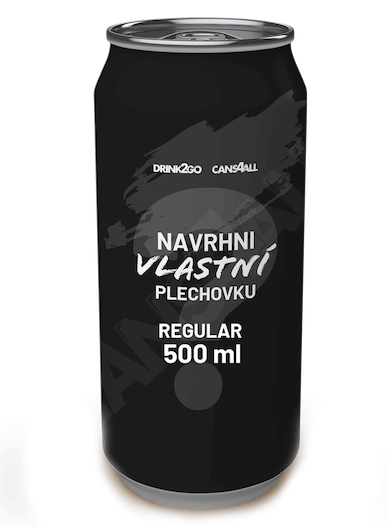 DRINK2GO CANS4ALL
NAVRHNI
VLASTNÍ
PLECHOVKU
REGULAR
500 ml